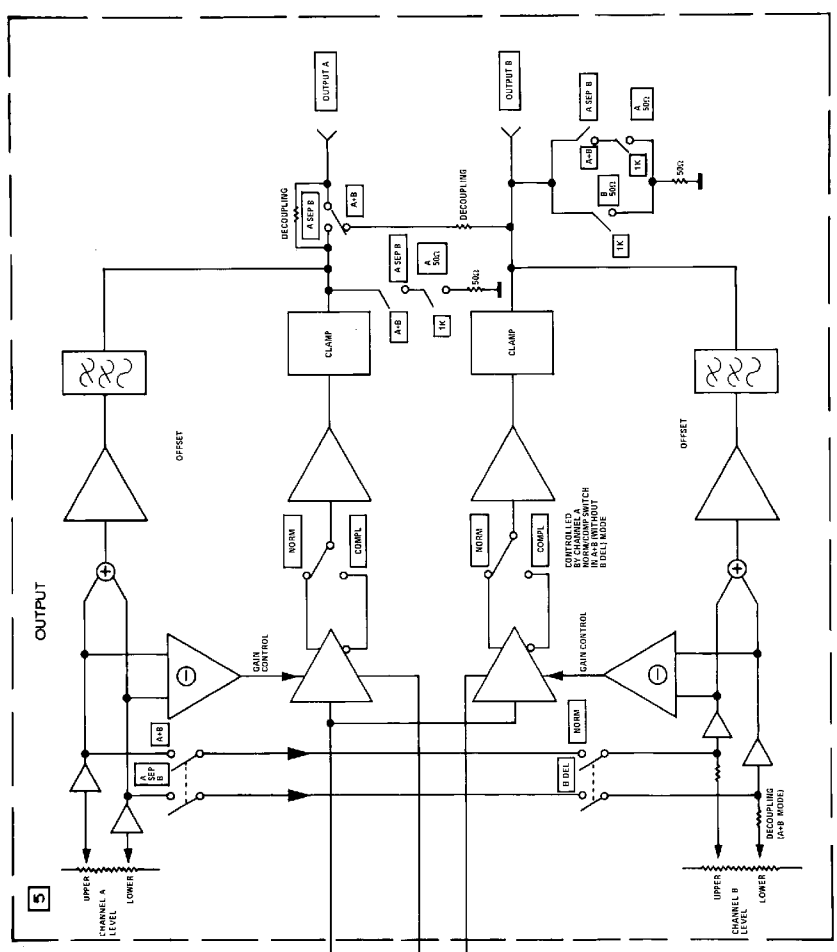 5
OUTPUT
UPPER
CHANNEL A
LEVEL
LOWER
A
SEP
B
A+B
GAIN
CONTROL
OFFSET
NORM
COMPL
CLAMP
DECOUPLING
A SEP B
A+B
OUTPUT A
A+B
A SEP B
1K
A
50Ω
50Ω
DECOUPLING
B DEL
NORM
GAIN CONTROL
NORM
COMPL
CONTROLLED
BY CHANNEL A
NORM/COMP SWITCH
IN A+B (WITHOUT
B DEL) MODE
CLAMP
OUTPUT B
1K
B
50Ω
A+B
A SEP B
1K
A
50Ω
50Ω
OFFSET
UPPER
CHANNEL B
LEVEL
LOWER
DECOUPLING
(A+B MODE)